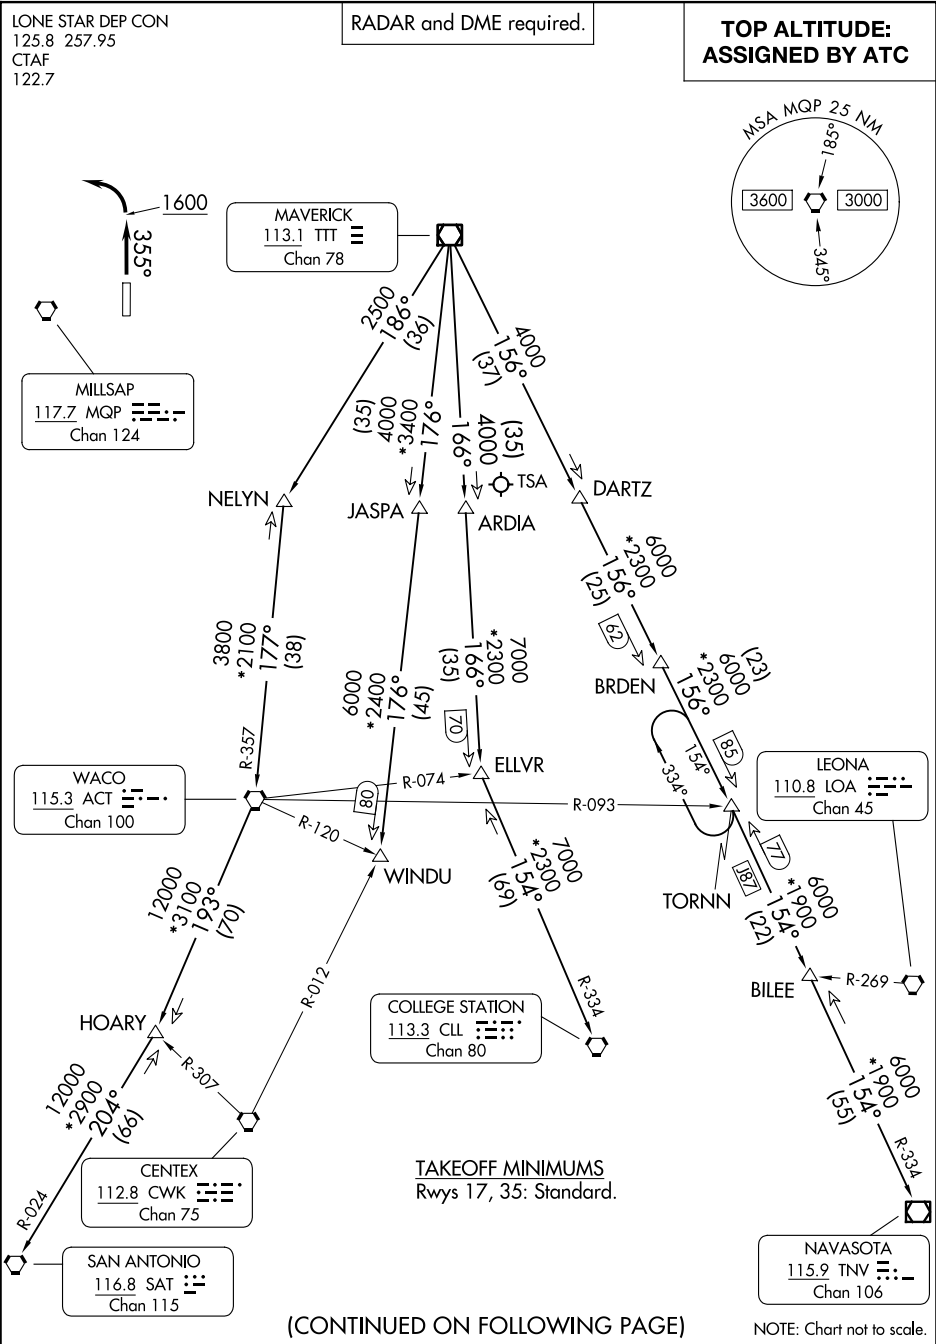 LONE STAR DEP CON
125.8 257.95
CTAF
122.7
RADAR and DME required.
TOP ALTITUDE:
ASSIGNED BY ATC
MSA MQP 25 NM
185°
3600
3000
345°
1600
355°
MAVERICK
113.1 TTT
Chan 78
MILLSAP
117.7 MQP
Chan 124
2500
186°
(36)
(35)
4000
*3400
176°
(35)
4000
166°
4000
156°
(37)
TSA
NELYN
JASPA
ARDIA
DARTZ
3800
*2100
177°
(38)
6000
*2400
176°
(45)
7000
*2300
166°
(35)
6000
*2300
156°
(25)
62
BRDEN
(23)
6000
*2300
156°
70
85
154°
334°
R-357
WACO
115.3 ACT
Chan 100
R-074
ELLVR
80
R-093
R-120
WINDU
LEONA
110.8 LOA
Chan 45
TORNN
77
J87
6000
*1900
154°
(22)
7000
*2300
154°
(69)
12000
*3100
193°
(70)
R-012
R-334
BILEE
R-269
COLLEGE STATION
113.3 CLL
Chan 80
HOARY
R-307
12000
*2900
204°
(66)
6000
*1900
154°
(55)
R-334
CENTEX
112.8 CWK
Chan 75
TAKEOFF MINIMUMS
Rwys 17, 35: Standard.
R-024
SAN ANTONIO
116.8 SAT
Chan 115
NAVASOTA
115.9 TNV
Chan 106
(CONTINUED ON FOLLOWING PAGE)
NOTE: Chart not to scale.